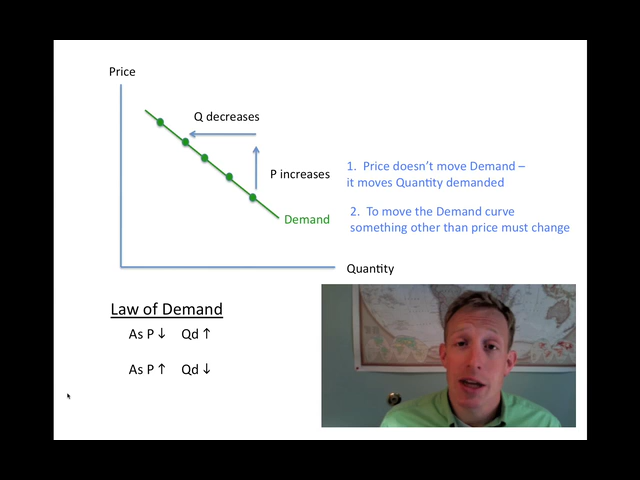 Price
Q decreases
P increases
1. Price doesn't move Demand –
it moves Quantity demanded
2. To move the Demand curve
something other than price must change
Demand
Quantity
Law of Demand
As P ↓ Qd ↑
As P ↑ Qd ↓